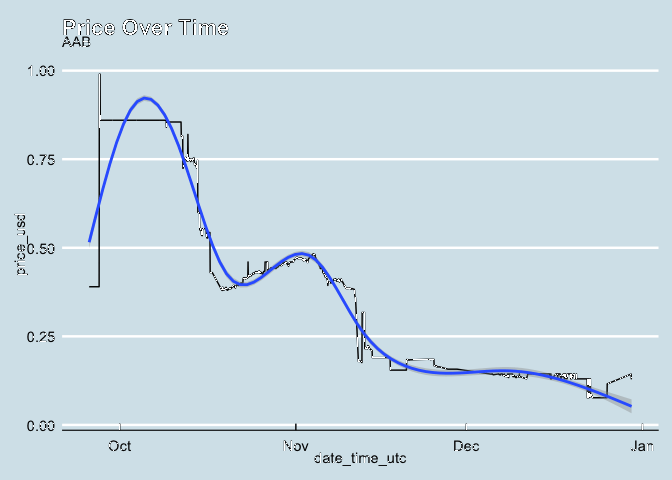 Price Over Time
AAB
1.00
0.75
0.50
0.25
0.00
price_usd
Oct Nov Dec Jan
date_time_utc